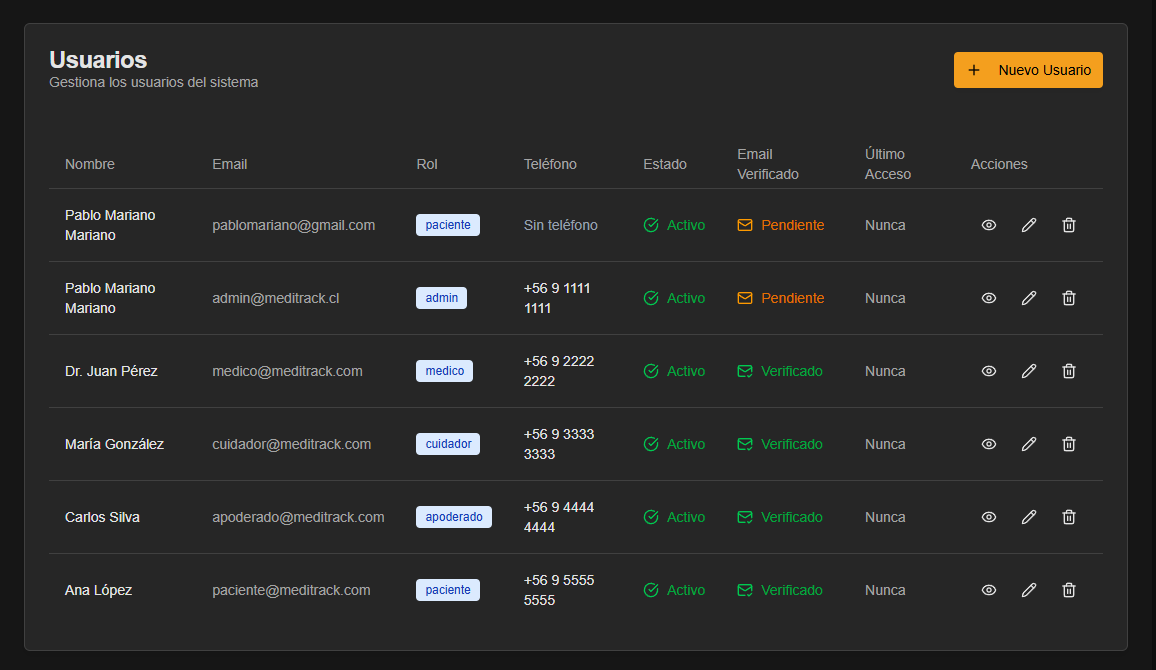 Usuarios
Gestiona los usuarios del sistema
+ Nuevo Usuario
Nombre Email Rol Teléfono Estado Email Verificado Último Acceso Acciones
Pablo Mariano Mariano pablomariano@gmail.com paciente Sin teléfono Activo Pendiente Nunca
Pablo Mariano Mariano admin@meditrack.cl admin +56 9 1111 1111 Activo Pendiente Nunca
Dr. Juan Pérez medico@meditrack.com medico +56 9 2222 2222 Activo Verificado Nunca
María González cuidador@meditrack.com cuidador +56 9 3333 3333 Activo Verificado Nunca
Carlos Silva apoderado@meditrack.com apoderado +56 9 4444 4444 Activo Verificado Nunca
Ana López paciente@meditrack.com paciente +56 9 5555 5555 Activo Verificado Nunca